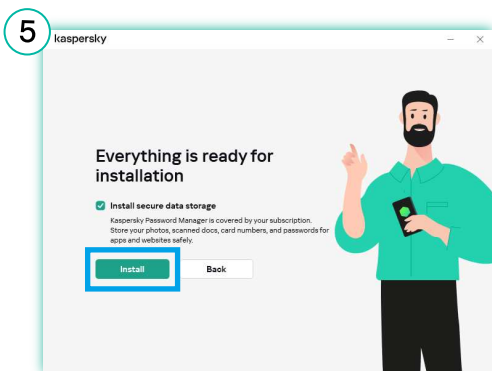 5
kaspersky
Everything is ready for
installation
Install secure data storage
Kaspersky Password Manager is covered by your subscription.
Store your photos, scanned docs, card numbers, and passwords for
apps and websites safely.
Install
Back